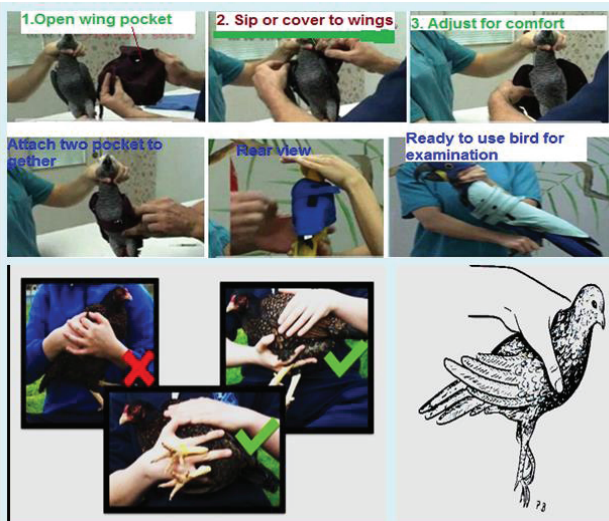 1.Open wing pocket
2. Sip or cover to wings,
3. Adjust for comfort
Attach two pocket to
gether
Rear view
Ready to use bird for
examination
PB